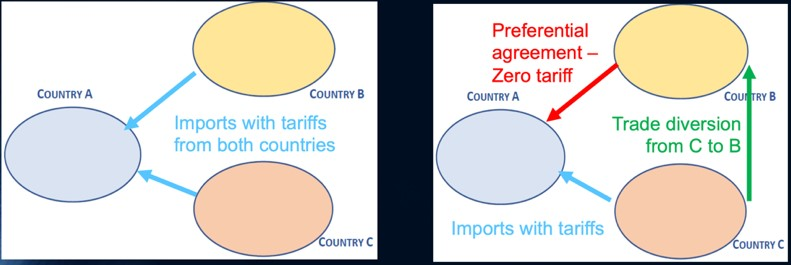 COUNTRY A
COUNTRY B
Imports with tariffs
from both countries
COUNTRY C
Preferential
agreement –
Zero tariff
COUNTRY A
COUNTRY B
Trade diversion
from C to B
Imports with tariffs
COUNTRY C